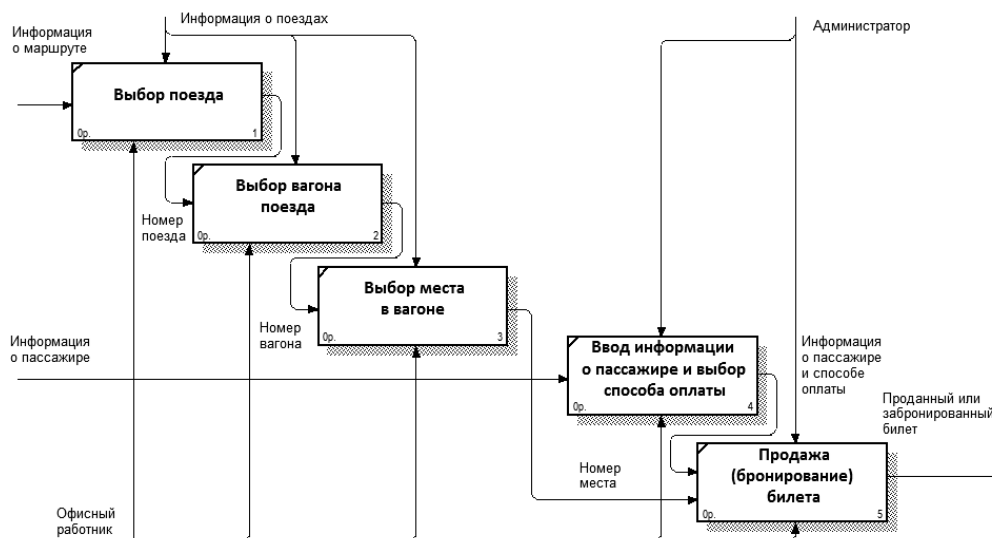 Информация о поездах
Информация
о маршруте
Администратор
Выбор поезда
0р.
1
Выбор вагона
поезда
0р.
2
Номер
поезда
Выбор места
в вагоне
0р.
3
Номер
вагона
Информация
о пассажире
Ввод информации
о пассажире и выбор
способа оплаты
0р.
4
Информация
о пассажире
и способе
оплаты
Проданный или
забронированный
билет
Продажа
(бронирование)
билета
0р.
5
Номер
места
Офисный
работник